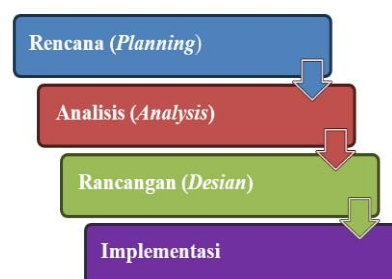 Rencana (Planning)
Analisis (Analysis)
Rancangan (Desian)
Implementasi